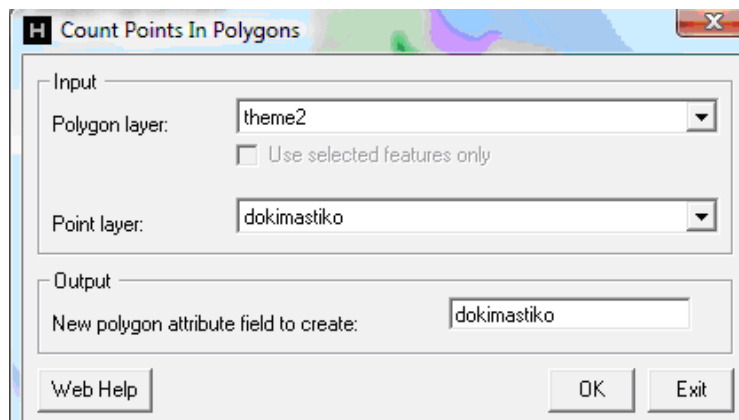 H Count Points In Polygons
Input
Polygon layer: theme2
Use selected features only
Point layer: dokimastiko
Output
New polygon attribute field to create: dokimastiko
Web Help OK Exit